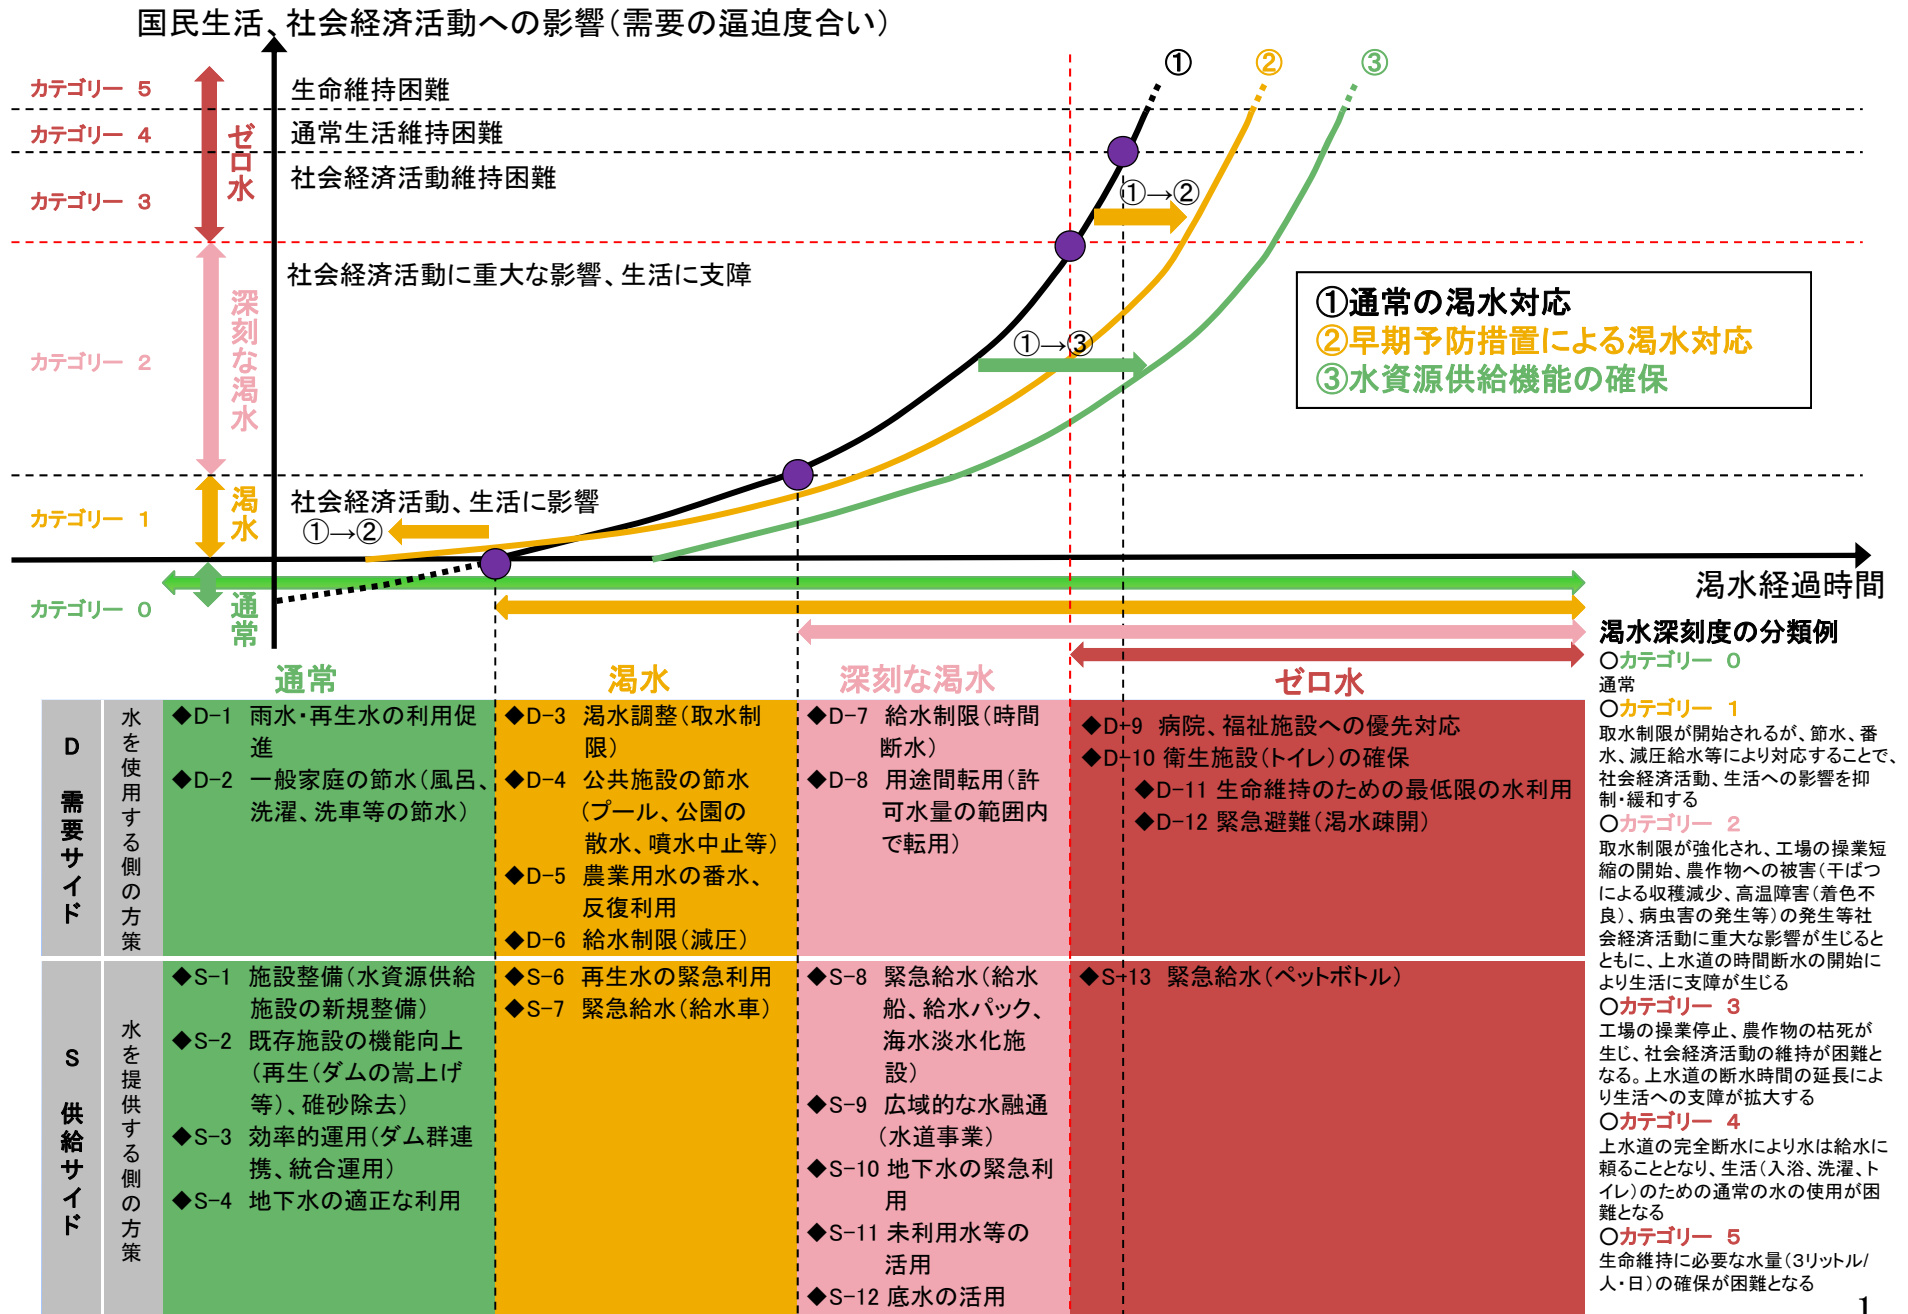 国民生活、社会経済活動への影響(需要の逼迫度合い)
①
②
③
カテゴリー 5
生命維持困難
カテゴリー 4
通常生活維持困難
カテゴリー 3
社会経済活動維持困難
ゼロ水
①→②
社会経済活動に重大な影響、生活に支障
深刻な渇水
カテゴリー 2
①→③
①通常の渇水対応
②早期予防措置による渇水対応
③水資源供給機能の確保
カテゴリー 1
渇水
社会経済活動、生活に影響
①→②
カテゴリー 0
通常
渇水経過時間
通常
渇水
深刻な渇水
ゼロ水
D 需要サイド
水を使用する側の方策
◆D-1 雨水・再生水の利用促
進
◆D-2 一般家庭の節水(風呂、
洗濯、洗車等の節水)
◆D-3 渇水調整(取水制
限)
◆D-4 公共施設の節水
(プール、公園の
散水、噴水中止等)
◆D-5 農業用水の番水、
反復利用
◆D-6 給水制限(減圧)
◆D-7 給水制限(時間
断水)
◆D-8 用途間転用(許
可水量の範囲内
で転用)
◆D-9 病院、福祉施設への優先対応
◆D-10 衛生施設(トイレ)の確保
◆D-11 生命維持のための最低限の水利用
◆D-12 緊急避難(渇水疎開)
S 供給サイド
水を提供する側の方策
◆S-1 施設整備(水資源供給
施設の新規整備)
◆S-2 既存施設の機能向上
(再生(ダムの嵩上げ
等)、碓砂除去)
◆S-3 効率的運用(ダム群連
携、統合運用)
◆S-4 地下水の適正な利用
◆S-6 再生水の緊急利用
◆S-7 緊急給水(給水車)
◆S-8 緊急給水(給水
船、給水パック、
海水淡水化施
設)
◆S-9 広域的な水融通
(水道事業)
◆S-10 地下水の緊急利
用
◆S-11 未利用水等の
活用
◆S-12 底水の活用
◆S-13 緊急給水(ペットボトル)
渇水深刻度の分類例
○カテゴリー 0
通常
○カテゴリー 1
取水制限が開始されるが、節水、番
水、減圧給水等により対応することで、
社会経済活動、生活への影響を抑
制・緩和する
○カテゴリー 2
取水制限が強化され、工場の操業短
縮の開始、農作物への被害(干ばつ
による収穫減少、高温障害(着色不
良)、病虫害の発生等)の発生等社
会経済活動に重大な影響が生じると
ともに、上水道の時間断水の開始に
より生活に支障が生じる
○カテゴリー 3
工場の操業停止、農作物の枯死が
生じ、社会経済活動の維持が困難と
なる。上水道の断水時間の延長によ
り生活への支障が拡大する
○カテゴリー 4
上水道の完全断水により水は給水に
頼ることとなり、生活(入浴、洗濯、ト
イレ)のための通常の水の使用が困
難となる
○カテゴリー 5
生命維持に必要な水量(3リットル/
人・日)の確保が困難となる
1